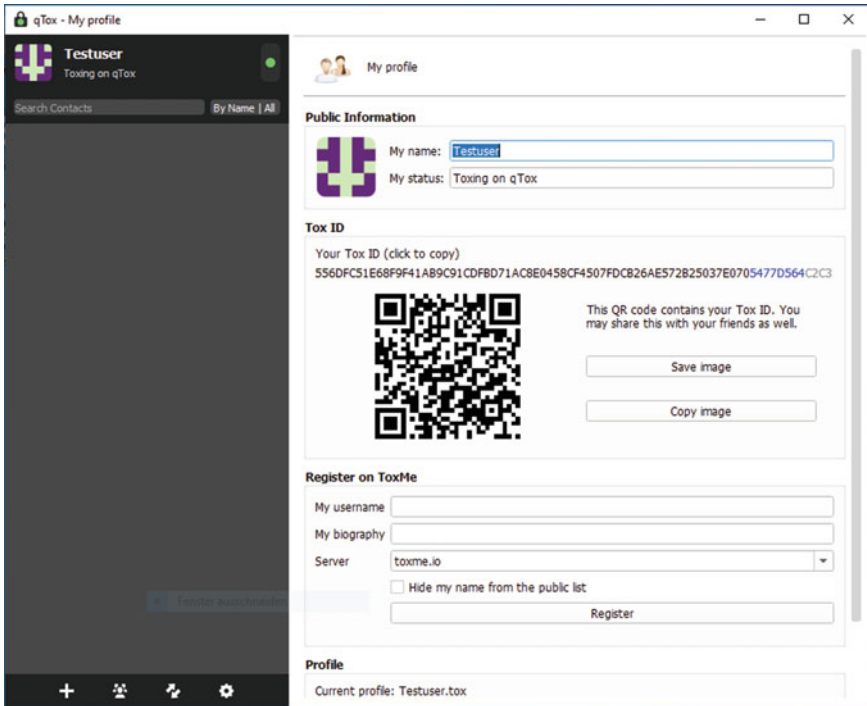 qTox - My profile
Testuser
Toxing on qTox
Search Contacts
By Name | All
My profile
Public Information
My name: Testuser
My status: Toxing on qTox
Tox ID
Your Tox ID (click to copy)
556DFC51E68F9F41AB9C91CDFBD71AC8E0458CF4507FDCB26AE572B25037E0705477D564C2C3
This QR code contains your Tox ID. You
may share this with your friends as well.
Save image
Copy image
Register on ToxMe
My username
My biography
Server toxme.io
Hide my name from the public list
Fenster ausschneiden
Register
Profile
Current profile: Testuser.tox